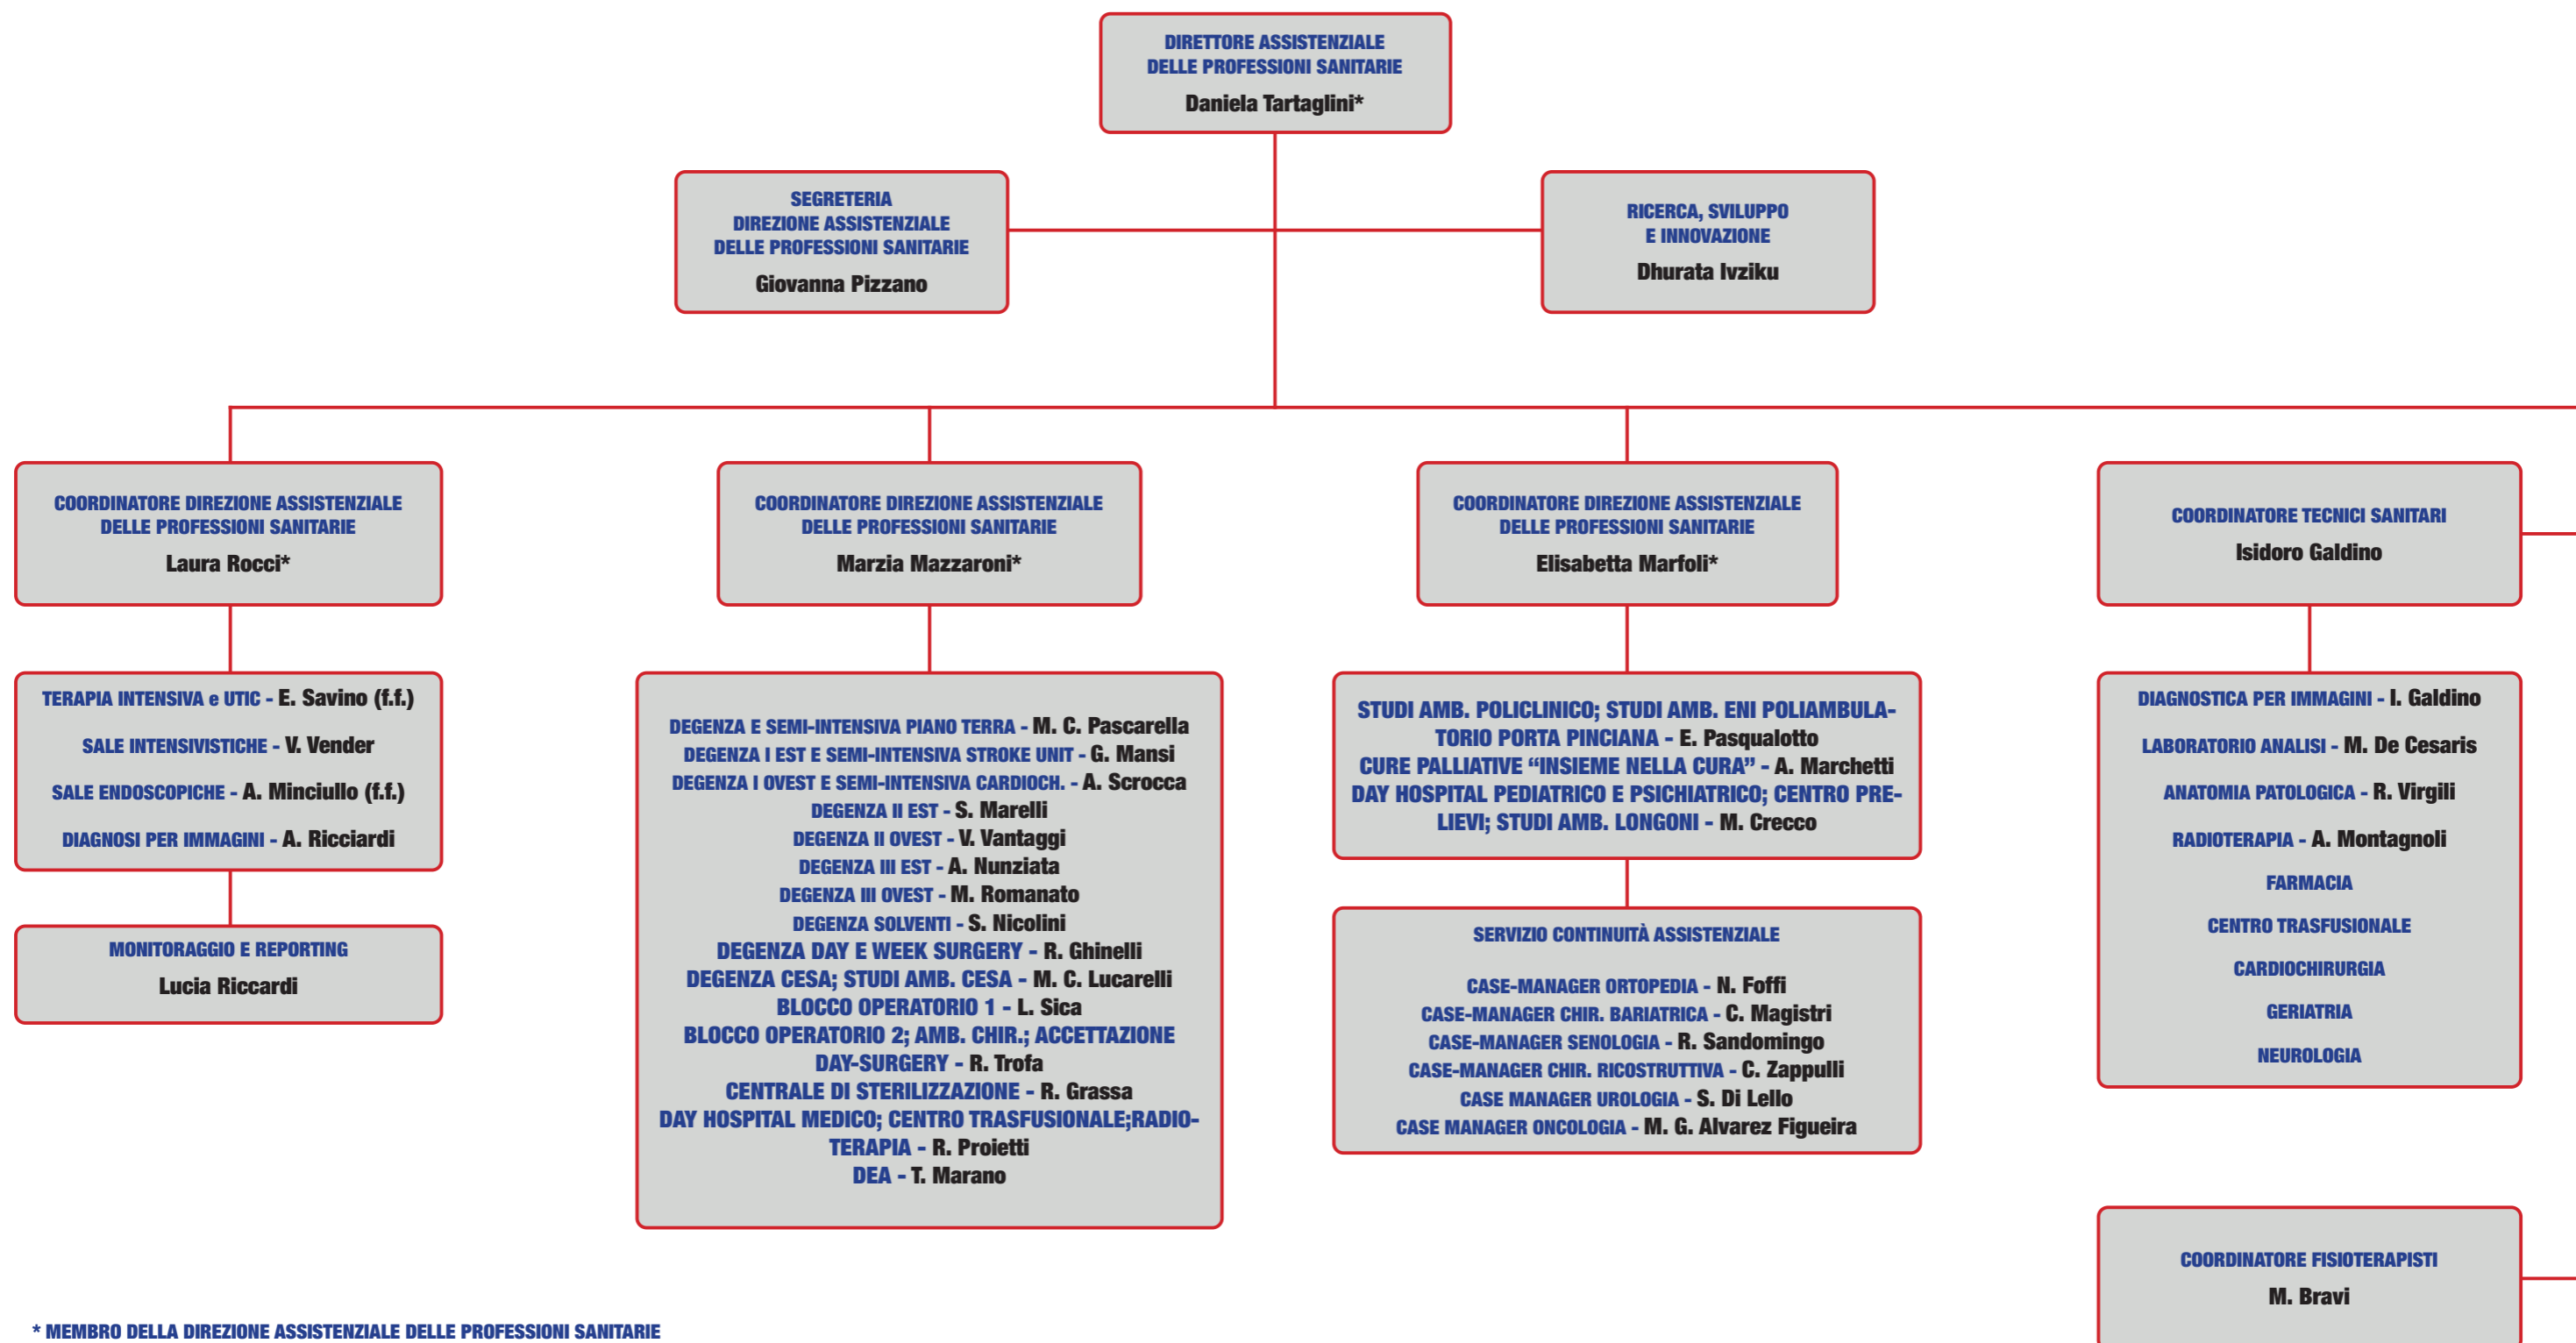 DIRETTORE ASSISTENZIALE
DELLE PROFESSIONI SANITARIE
Daniela Tartaglini*
SEGRETERIA
DIREZIONE ASSISTENZIALE
DELLE PROFESSIONI SANITARIE
Giovanna Pizzano
RICERCA, SVILUPPO
E INNOVAZIONE
Dhurata Ivziku
COORDINATORE DIREZIONE ASSISTENZIALE
DELLE PROFESSIONI SANITARIE
Laura Rocci*
COORDINATORE DIREZIONE ASSISTENZIALE
DELLE PROFESSIONI SANITARIE
Marzia Mazzaroni*
COORDINATORE DIREZIONE ASSISTENZIALE
DELLE PROFESSIONI SANITARIE
Elisabetta Marfoli*
COORDINATORE TECNICI SANITARI
Isidoro Galdino
TERAPIA INTENSIVA e UTIC - E. Savino (f.f.)
SALE INTENSIVISTICHE - V. Vender
SALE ENDOSCOPICHE - A. Minciullo (f.f.)
DIAGNOSI PER IMMAGINI - A. Ricciardi
MONITORAGGIO E REPORTING
Lucia Riccardi
DEGENZA E SEMI-INTENSIVA PIANO TERRA - M. C. Pascarella
DEGENZA I EST E SEMI-INTENSIVA STROKE UNIT - G. Mansi
DEGENZA I OVEST E SEMI-INTENSIVA CARDIOCH. - A. Scrocca
DEGENZA II EST - S. Marelli
DEGENZA II OVEST - V. Vantaggi
DEGENZA III EST - A. Nunziata
DEGENZA III OVEST - M. Romanato
DEGENZA SOLVENTI - S. Nicolini
DEGENZA DAY E WEEK SURGERY - R. Ghinelli
DEGENZA CESA; STUDI AMB. CESA - M. C. Lucarelli
BLOCCO OPERATORIO 1 - L. Sica
BLOCCO OPERATORIO 2; AMB. CHIR.; ACCETTAZIONE
DAY-SURGERY - R. Trofa
CENTRALE DI STERILIZZAZIONE - R. Grassa
DAY HOSPITAL MEDICO; CENTRO TRASFUSIONALE;RADIO-
TERAPIA - R. Proietti
DEA - T. Marano
STUDI AMB. POLICLINICO; STUDI AMB. ENI POLIAMBULA-
TORIO PORTA PINCIANA - E. Pasqualotto
CURE PALLIATIVE “INSIEME NELLA CURA” - A. Marchetti
DAY HOSPITAL PEDIATRICO E PSICHIATRICO; CENTRO PRE-
LIEVI; STUDI AMB. LONGONI - M. Crecco
SERVIZIO CONTINUITÀ ASSISTENZIALE
CASE-MANAGER ORTOPEDIA - N. Foffi
CASE-MANAGER CHIR. BARIATRICA - C. Magistri
CASE-MANAGER SENOLOGIA - R. Sandomingo
CASE-MANAGER CHIR. RICOSTRUTTIVA - C. Zappulli
CASE MANAGER UROLOGIA - S. Di Lello
CASE MANAGER ONCOLOGIA - M. G. Alvarez Figueira
DIAGNOSTICA PER IMMAGINI - I. Galdino
LABORATORIO ANALISI - M. De Cesaris
ANATOMIA PATOLOGICA - R. Virgili
RADIOTERAPIA - A. Montagnoli
FARMACIA
CENTRO TRASFUSIONALE
CARDIOCHIRURGIA
GERIATRIA
NEUROLOGIA
COORDINATORE FISIOTERAPISTI
M. Bravi
* MEMBRO DELLA DIREZIONE ASSISTENZIALE DELLE PROFESSIONI SANITARIE